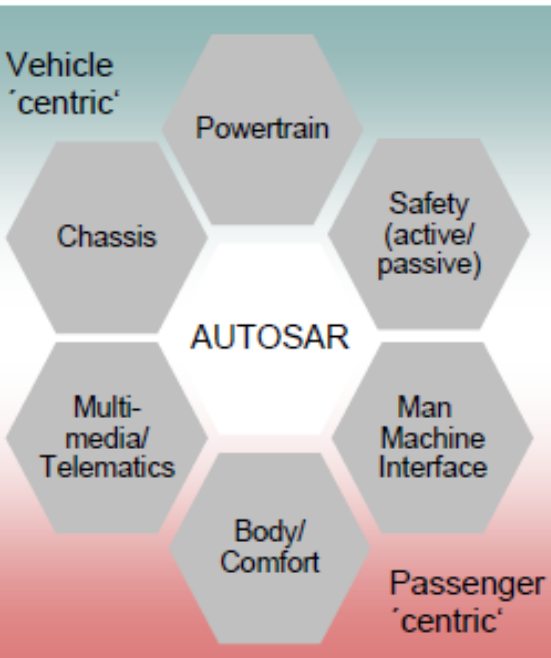 Vehicle
´centric‘
Powertrain
Safety
(active/
passive)
Chassis
AUTOSAR
Multi-
media/
Telematics
Man
Machine
Interface
Body/
Comfort
Passenger
´centric‘